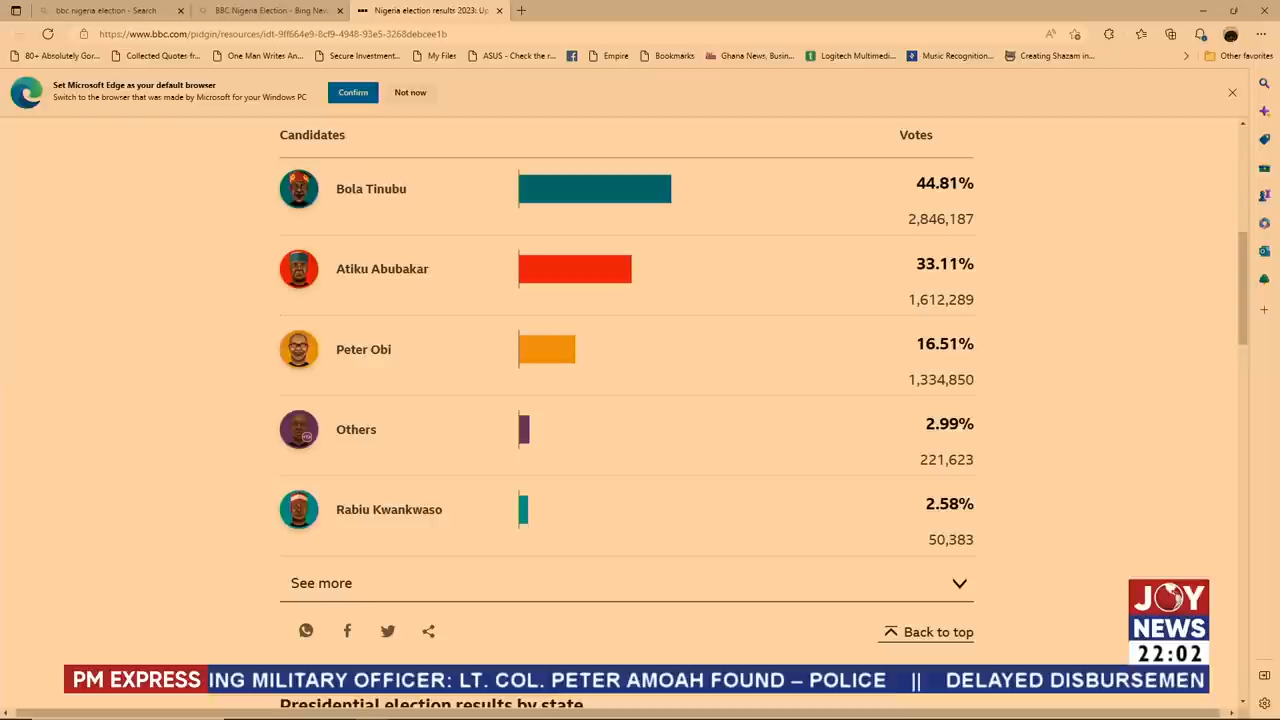 bbc nigeria election - Search
BBC Nigeria Election - Bing New
Nigeria election results 2023: Up
https://www.bbc.com/pidgin/resources/idt-9ff664e9-8cf9-4948-93e5-3268debcee1b
80+ Absolutely Gor...
Collected Quotes fr...
One Man Writes An...
Secure Investment...
My Files
ASUS - Check the r...
Empire
Bookmarks
Ghana News, Busin...
Logitech Multimedi...
Music Recognition...
Creating Shazam in...
Other favorites
Set Microsoft Edge as your default browser
Switch to the browser that was made by Microsoft for your Windows PC
Confirm
Not now
Candidates Votes
Bola Tinubu 44.81%
2,846,187
Atiku Abubakar 33.11%
1,612,289
Peter Obi 16.51%
1,334,850
Others 2.99%
221,623
Rabiu Kwankwaso 2.58%
50,383
See more
Back to top
JOY
NEWS
22:02
PM EXPRESS ING MILITARY OFFICER: LT. COL. PETER AMOAH FOUND – POLICE || DELAYED DISBURSEMEN
Presidential election results by state